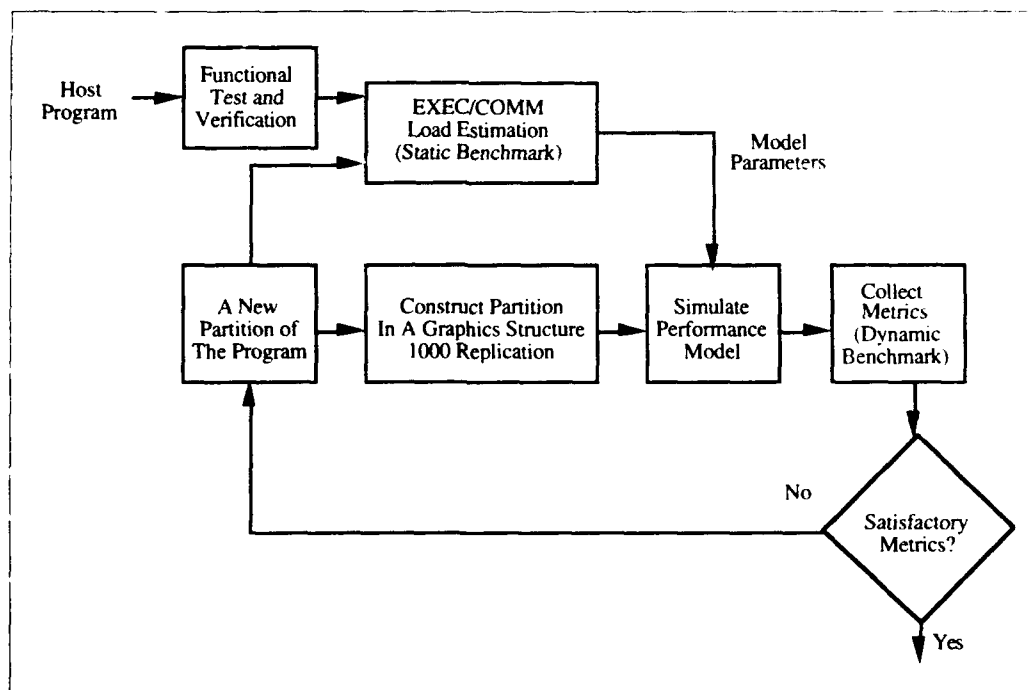 Host
Program
Functional
Test and
Verification
EXEC/COMM
Load Estimation
(Static Benchmark)
Model
Parameters
A New
Partition of
The Program
Construct Partition
In A Graphics Structure
1000 Replication
Simulate
Performance
Model
Collect
Metrics
(Dynamic
Benchmark)
No
Satisfactory
Metrics?
Yes